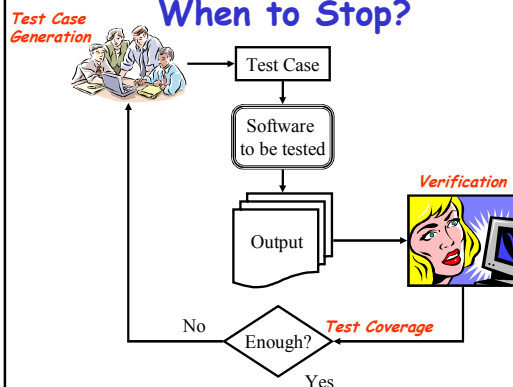 When to Stop?
Test Case
Generation
Test Case
Software
to be tested
Verification
Output
No
Enough?
Test Coverage
Yes